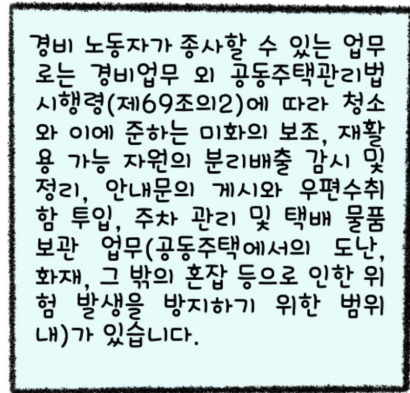 경비 노동자가 종사할 수 있는 업무
로는 경비업무 외 공동주택관리법
시행령(제69조의2)에 따라 청소
와 이에 준하는 미화의 보조, 재활
용 가능 자원의 분리배출 감시 및
정리, 안내문의 게시와 우편수취
함 투입, 주차 관리 및 택배 물품
보관 업무(공동주택에서의 도난,
화재, 그 밖의 혼잡 등으로 인한 위
험 발생을 방지하기 위한 범위
내)가 있습니다.